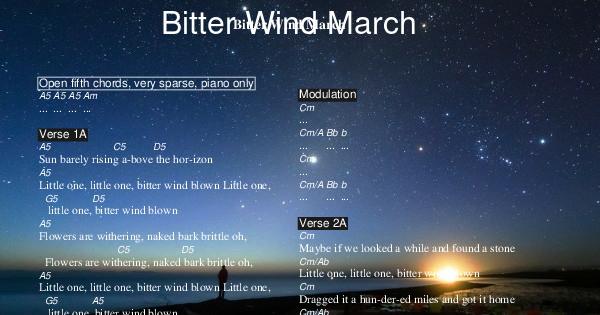 Bitter Wind March
Bitter Wind March
Open fifth chords, very sparse, piano only
A5 A5 A5 Am
... ... ... ...
Verse 1A
A5 C5 D5
Sun barely rising a-bove the hor-izon
A5
Little one, little one, bitter wind blown Little one,
G5 D5
little one, bitter wind blown
A5
Flowers are withering, naked bark brittle oh,
C5 D5
Flowers are withering, naked bark brittle oh,
A5
Little one, little one, bitter wind blown Little one,
G5 A5
little one, bitter wind blown
Modulation
Cm
...
Cm/A Bb b
... ... ...
Cm
...
Cm/A Bb b
... ... ...
Verse 2A
Cm
Maybe if we looked a while and found a stone
Cm/Ab
Little one, little one, bitter wind blown
Cm
Dragged it a hun-der-ed miles and got it home
Cm/Ab